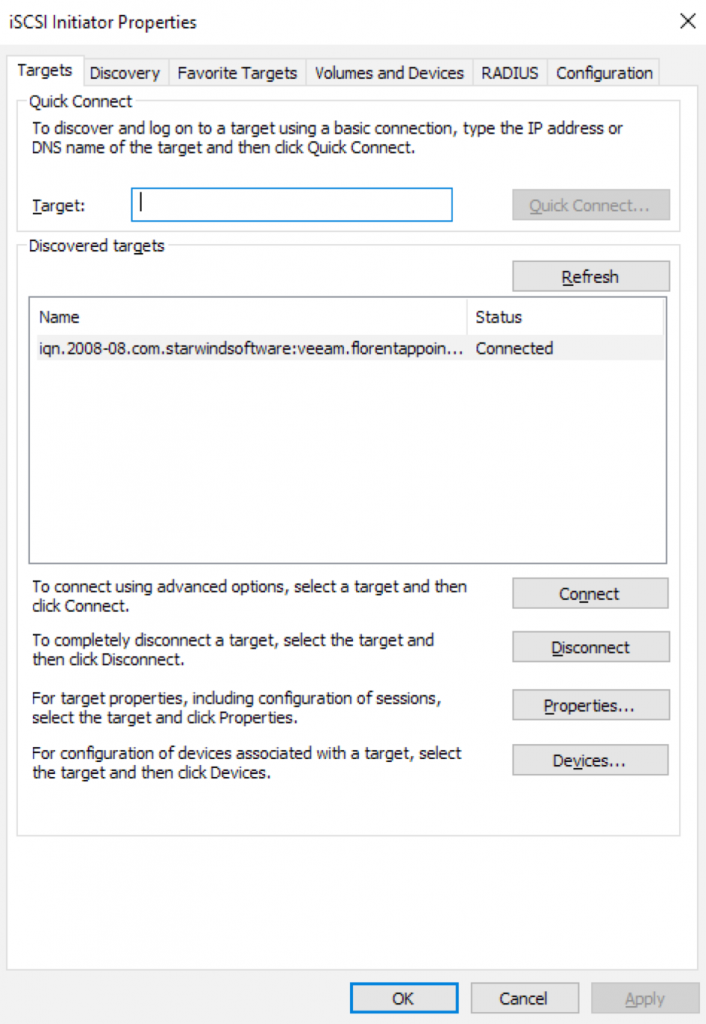 iSCSI Initiator Properties
Targets Discovery Favorite Targets Volumes and Devices RADIUS Configuration
Quick Connect
To discover and log on to a target using a basic connection, type the IP address or
DNS name of the target and then click Quick Connect.
Target: Quick Connect...
Discovered targets
Refresh
Name Status
iqn.2008-08.com.starwindsoftware:veeam.florentappoin... Connected
To connect using advanced options, select a target and then
click Connect.
Connect
To completely disconnect a target, select the target and
then click Disconnect.
Disconnect
For target properties, including configuration of sessions,
select the target and click Properties.
Properties...
For configuration of devices associated with a target, select
the target and then click Devices.
Devices...
OK Cancel Apply